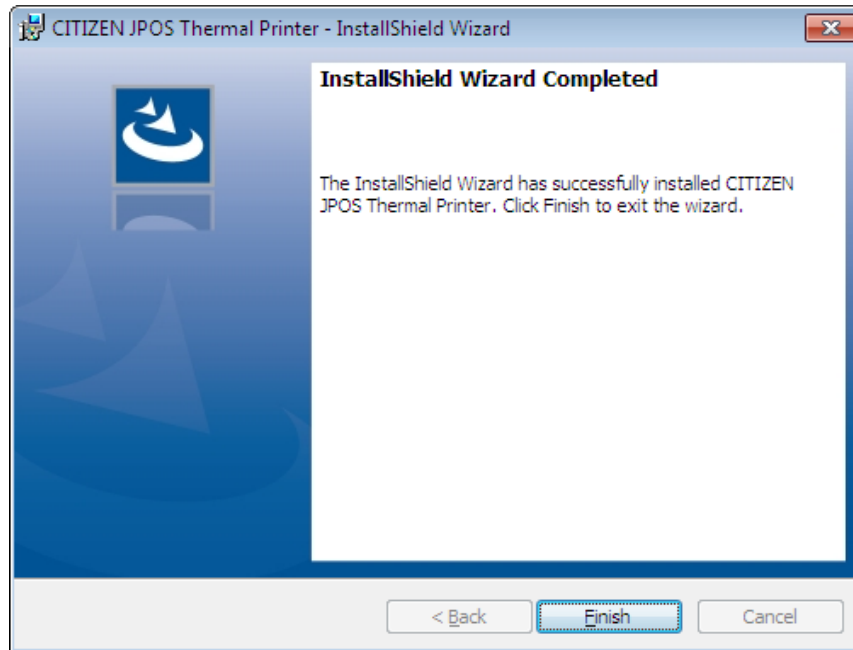 CITIZEN JPOS Thermal Printer - InstallShield Wizard
InstallShield Wizard Completed
The InstallShield Wizard has successfully installed CITIZEN
JPOS Thermal Printer. Click Finish to exit the wizard.
< Back
Finish
Cancel